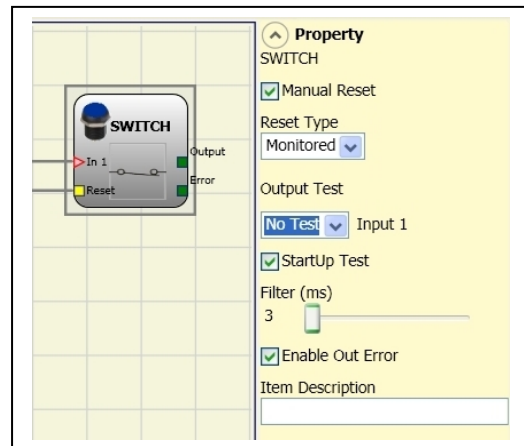 SWITCH
In 1
Output
Reset
Error
Property
SWITCH
Manual Reset
Reset Type
Monitored
Output Test
No Test Input 1
StartUp Test
Filter (ms)
3
Enable Out Error
Item Description